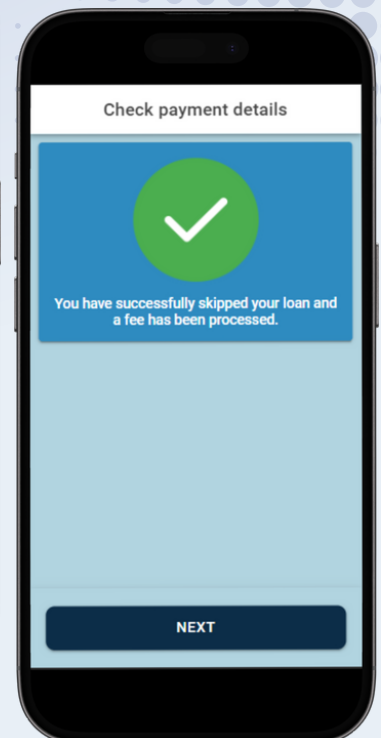 Check payment details
You have successfully skipped your loan and
a fee has been processed.
NEXT